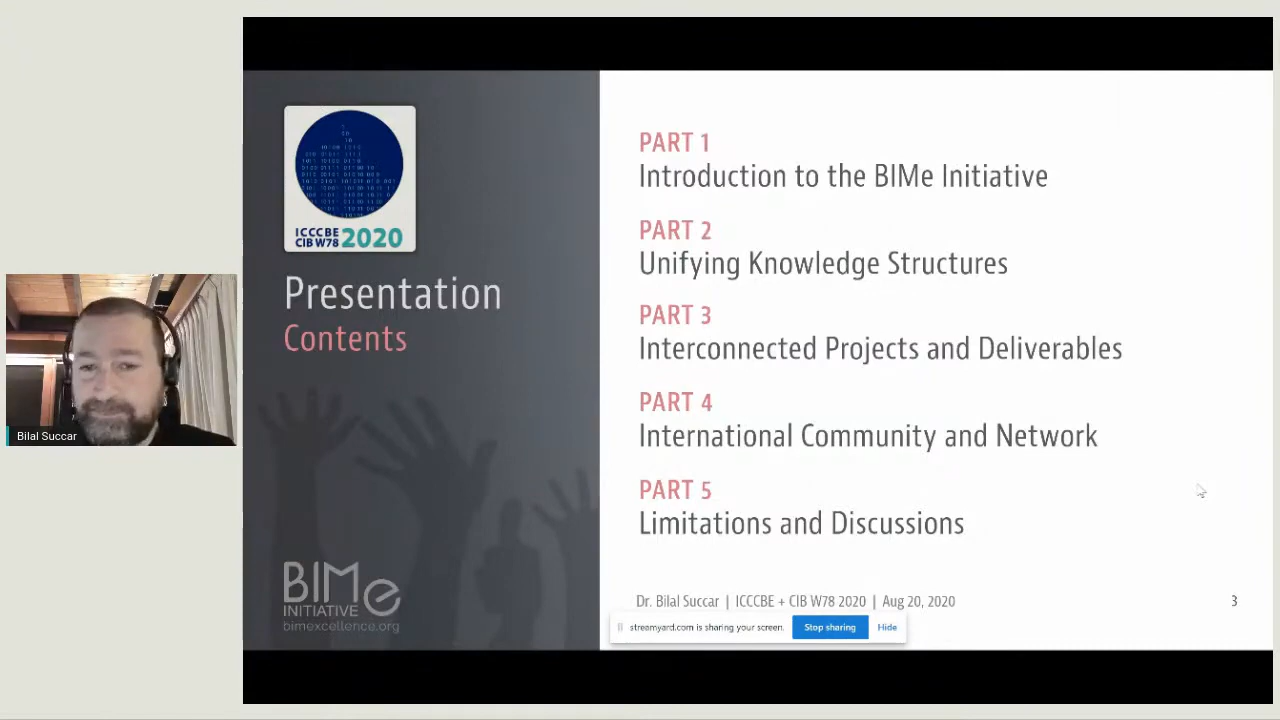 ICCCBE
CIB W78 2020
Presentation
Contents
BIMe
INITIATIVE
bimexcellence.org
PART 1
Introduction to the BIMe Initiative
PART 2
Unifying Knowledge Structures
PART 3
Interconnected Projects and Deliverables
PART 4
International Community and Network
PART 5
Limitations and Discussions
Dr. Bilal Succar | ICCCBE + CIB W78 2020 | Aug 20, 2020
3
streamyard.com is sharing your screen.
Stop sharing
Hide
Bilal Succar